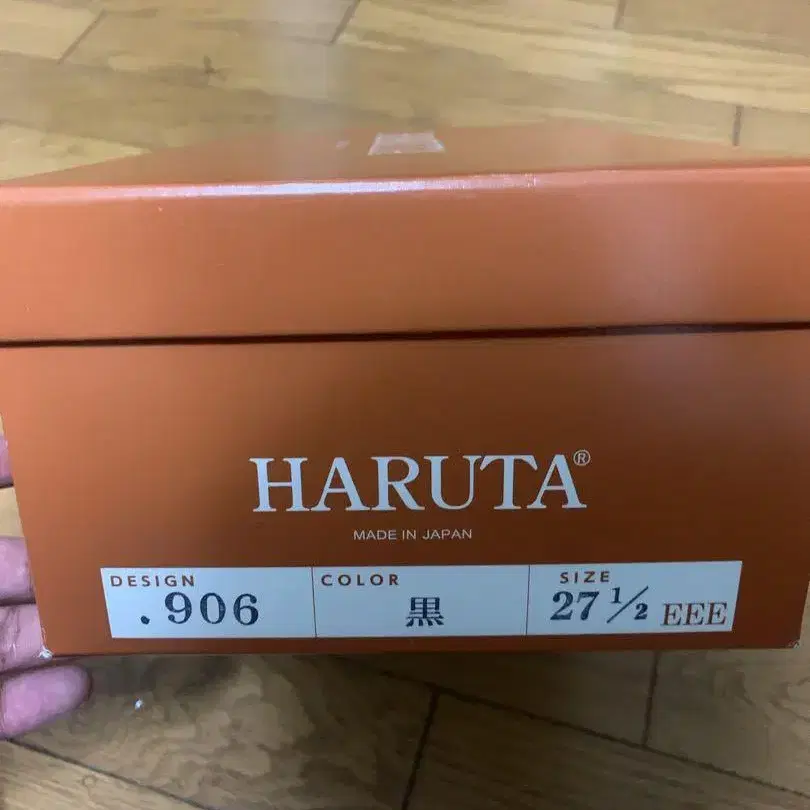 HARUTA®
MADE IN JAPAN
DESIGN COLOR SIZE
.906 黒 27 1/2 EEE